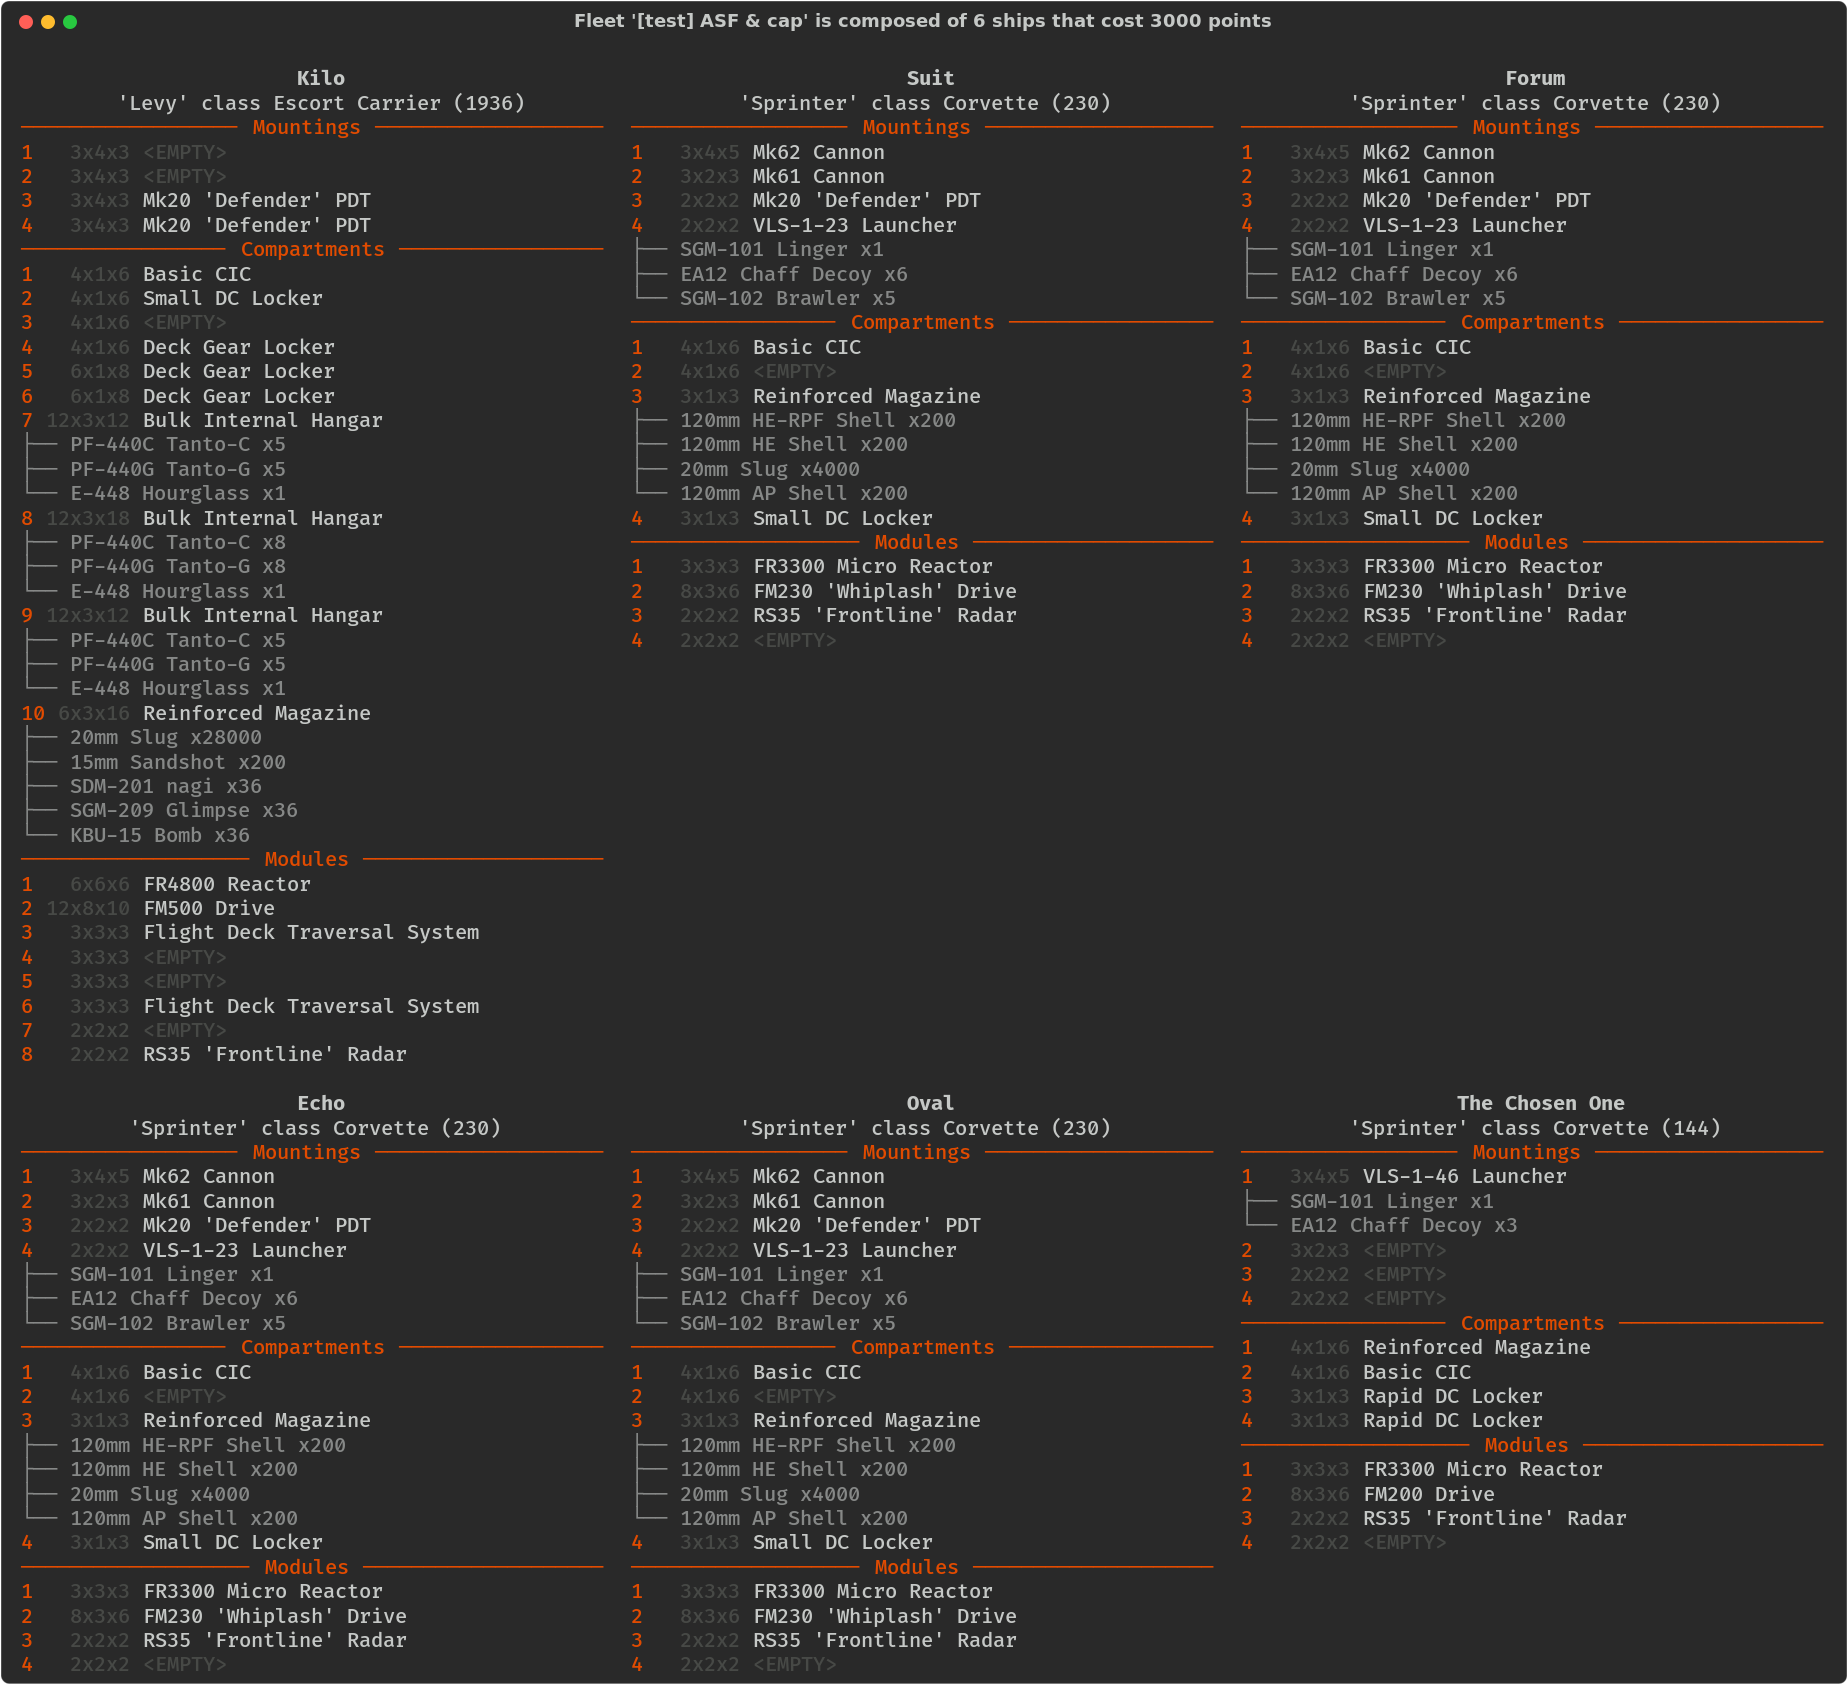 Fleet '[test] ASF & cap' is composed of 6 ships that cost 3000 points
Kilo
'Levy' class Escort Carrier (1936)
Mountings
1 3x4x3 <EMPTY>
2 3x4x3 <EMPTY>
3 3x4x3 Mk20 'Defender' PDT
4 3x4x3 Mk20 'Defender' PDT
Compartments
1 4x1x6 Basic CIC
2 4x1x6 Small DC Locker
3 4x1x6 <EMPTY>
4 4x1x6 Deck Gear Locker
5 6x1x8 Deck Gear Locker
6 6x1x8 Deck Gear Locker
7 12x3x12 Bulk Internal Hangar
PF-440C Tanto-C x5
PF-440G Tanto-G x5
E-448 Hourglass x1
8 12x3x18 Bulk Internal Hangar
PF-440C Tanto-C x8
PF-440G Tanto-G x8
E-448 Hourglass x1
9 12x3x12 Bulk Internal Hangar
PF-440C Tanto-C x5
PF-440G Tanto-G x5
E-448 Hourglass x1
10 6x3x16 Reinforced Magazine
20mm Slug x28000
15mm Sandshot x200
SDM-201 nagi x36
SGM-209 Glimpse x36
KBU-15 Bomb x36
Modules
1 6x6x6 FR4800 Reactor
2 12x8x10 FM500 Drive
3 3x3x3 Flight Deck Traversal System
4 3x3x3 <EMPTY>
5 3x3x3 <EMPTY>
6 3x3x3 Flight Deck Traversal System
7 2x2x2 <EMPTY>
8 2x2x2 RS35 'Frontline' Radar
Suit
'Sprinter' class Corvette (230)
Mountings
1 3x4x5 Mk62 Cannon
2 3x2x3 Mk61 Cannon
3 2x2x2 Mk20 'Defender' PDT
4 2x2x2 VLS-1-23 Launcher
SGM-101 Linger x1
EA12 Chaff Decoy x6
SGM-102 Brawler x5
Compartments
1 4x1x6 Basic CIC
2 4x1x6 <EMPTY>
3 3x1x3 Reinforced Magazine
120mm HE-RPF Shell x200
120mm HE Shell x200
20mm Slug x4000
120mm AP Shell x200
4 3x1x3 Small DC Locker
Modules
1 3x3x3 FR3300 Micro Reactor
2 8x3x6 FM230 'Whiplash' Drive
3 2x2x2 RS35 'Frontline' Radar
4 2x2x2 <EMPTY>
Forum
'Sprinter' class Corvette (230)
Mountings
1 3x4x5 Mk62 Cannon
2 3x2x3 Mk61 Cannon
3 2x2x2 Mk20 'Defender' PDT
4 2x2x2 VLS-1-23 Launcher
SGM-101 Linger x1
EA12 Chaff Decoy x6
SGM-102 Brawler x5
Compartments
1 4x1x6 Basic CIC
2 4x1x6 <EMPTY>
3 3x1x3 Reinforced Magazine
120mm HE-RPF Shell x200
120mm HE Shell x200
20mm Slug x4000
120mm AP Shell x200
4 3x1x3 Small DC Locker
Modules
1 3x3x3 FR3300 Micro Reactor
2 8x3x6 FM230 'Whiplash' Drive
3 2x2x2 RS35 'Frontline' Radar
4 2x2x2 <EMPTY>
Echo
'Sprinter' class Corvette (230)
Mountings
1 3x4x5 Mk62 Cannon
2 3x2x3 Mk61 Cannon
3 2x2x2 Mk20 'Defender' PDT
4 2x2x2 VLS-1-23 Launcher
SGM-101 Linger x1
EA12 Chaff Decoy x6
SGM-102 Brawler x5
Compartments
1 4x1x6 Basic CIC
2 4x1x6 <EMPTY>
3 3x1x3 Reinforced Magazine
120mm HE-RPF Shell x200
120mm HE Shell x200
20mm Slug x4000
120mm AP Shell x200
4 3x1x3 Small DC Locker
Modules
1 3x3x3 FR3300 Micro Reactor
2 8x3x6 FM230 'Whiplash' Drive
3 2x2x2 RS35 'Frontline' Radar
4 2x2x2 <EMPTY>
Oval
'Sprinter' class Corvette (230)
Mountings
1 3x4x5 Mk62 Cannon
2 3x2x3 Mk61 Cannon
3 2x2x2 Mk20 'Defender' PDT
4 2x2x2 VLS-1-23 Launcher
SGM-101 Linger x1
EA12 Chaff Decoy x6
SGM-102 Brawler x5
Compartments
1 4x1x6 Basic CIC
2 4x1x6 <EMPTY>
3 3x1x3 Reinforced Magazine
120mm HE-RPF Shell x200
120mm HE Shell x200
20mm Slug x4000
120mm AP Shell x200
4 3x1x3 Small DC Locker
Modules
1 3x3x3 FR3300 Micro Reactor
2 8x3x6 FM230 'Whiplash' Drive
3 2x2x2 RS35 'Frontline' Radar
4 2x2x2 <EMPTY>
The Chosen One
'Sprinter' class Corvette (144)
Mountings
1 3x4x5 VLS-1-46 Launcher
SGM-101 Linger x1
EA12 Chaff Decoy x3
2 3x2x3 <EMPTY>
3 2x2x2 <EMPTY>
4 2x2x2 <EMPTY>
Compartments
1 4x1x6 Reinforced Magazine
2 4x1x6 Basic CIC
3 3x1x3 Rapid DC Locker
4 3x1x3 Rapid DC Locker
Modules
1 3x3x3 FR3300 Micro Reactor
2 8x3x6 FM200 Drive
3 2x2x2 RS35 'Frontline' Radar
4 2x2x2 <EMPTY>